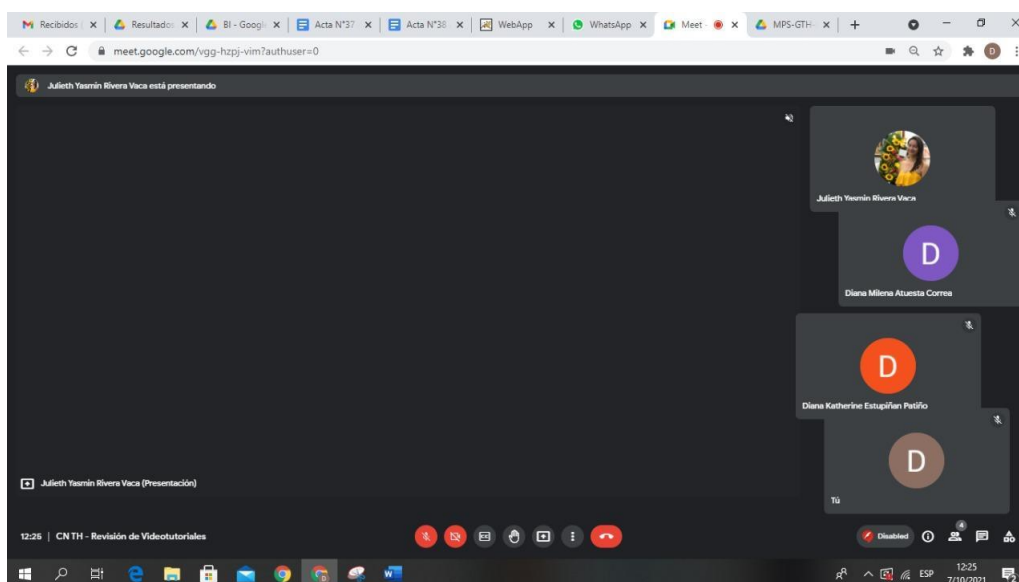 Recibidos (
Resultados
BI - Googl
Acta N°37
Acta N°38
WebApp
WhatsApp
Meet -
MPS-GTH-
meet.google.com/vgg-hzpj-vim?authuser=0
D
Julieth Yasmin Rivera Vaca está presentando
Julieth Yasmin Rivera Vaca
D
Diana Milena Atuesta Correa
D
Diana Katherine Estupiñan Patiño
D
Tú
Julieth Yasmin Rivera Vaca (Presentación)
12:26 | CN TH - Revisión de Videotutoriales
Disabled
4
ESP
12:25
7/10/2021